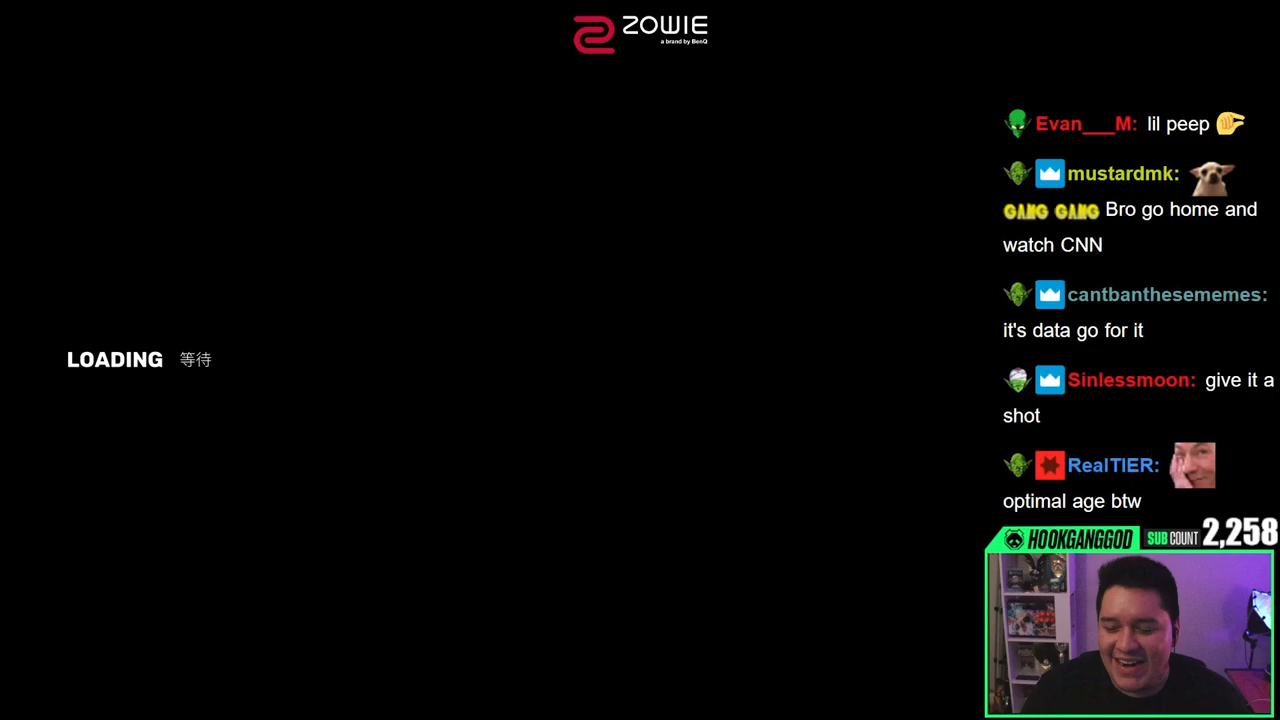 ZOWIE
a brand by BenQ
Evan___M: lil peep
mustardmk:
GANG GANG Bro go home and
watch CNN
cantbanthesememes:
it's data go for it
LOADING 等待
Sinlessmoon: give it a
shot
RealTIER:
optimal age btw
HOOKGANGGOD SUB COUNT 2,258